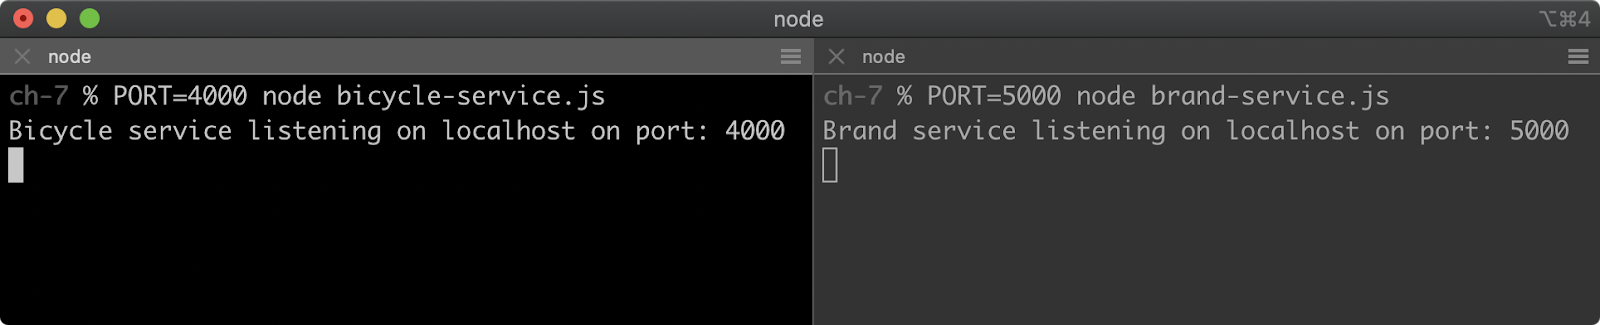 node
⌥⌘4
node
ch-7 % PORT=4000 node bicycle-service.js
Bicycle service listening on localhost on port: 4000
node
ch-7 % PORT=5000 node brand-service.js
Brand service listening on localhost on port: 5000